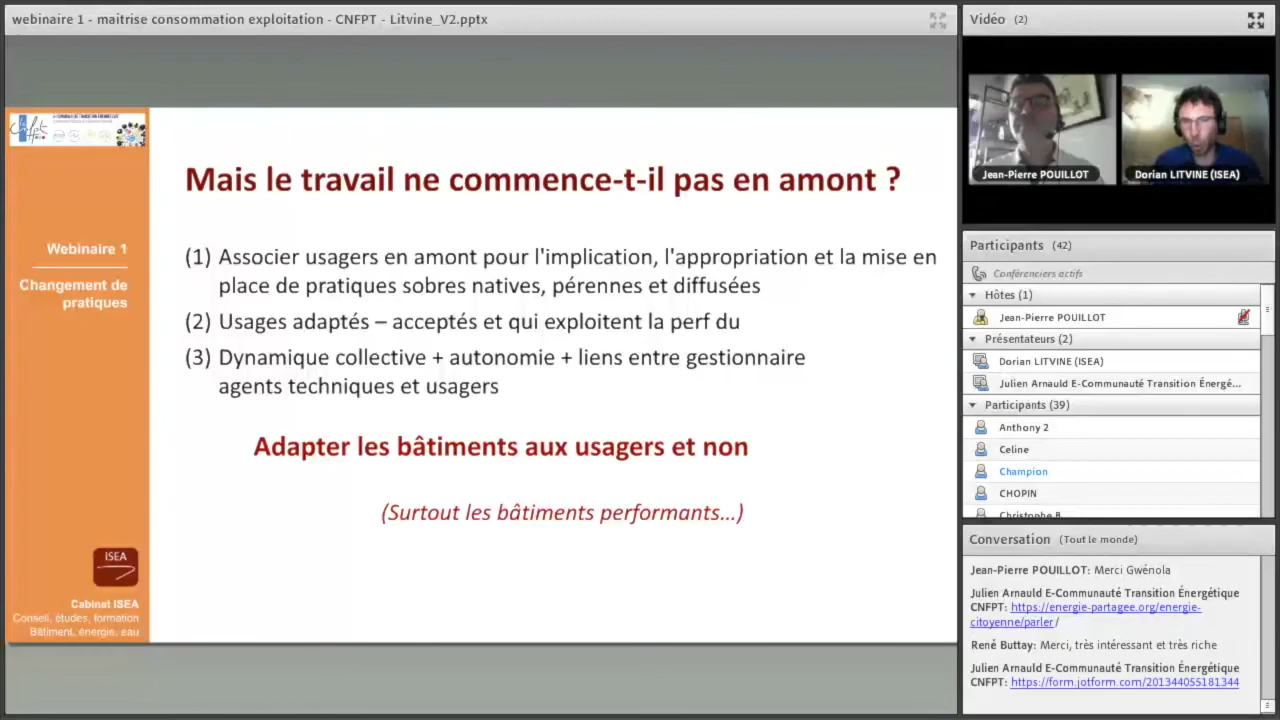 webinaire 1 - maitrise consommation exploitation - CNFPT - Litvine_V2.pptx
Webinaire 1
Changement de
pratiques
ISEA
Cabinet ISEA
Conseil, études, formation
Bâtiment, énergie, eau
Mais le travail ne commence-t-il pas en amont ?
(1) Associer usagers en amont pour l'implication, l'appropriation et la mise en
place de pratiques sobres natives, pérennes et diffusées
(2) Usages adaptés – acceptés et qui exploitent la perf du
(3) Dynamique collective + autonomie + liens entre gestionnaire
agents techniques et usagers
Adapter les bâtiments aux usagers et non
(Surtout les bâtiments performants...)
Vidéo (2)
Jean-Pierre POUILLOT
Dorian LITVINE (ISEA)
Participants (42)
Conférenciers actifs
Hôtes (1)
Jean-Pierre POUILLOT
Présentateurs (2)
Dorian LITVINE (ISEA)
Julien Arnauld E-Communauté Transition Énergé...
Participants (39)
Anthony 2
Celine
Champion
CHOPIN
Christophe B
Conversation (Tout le monde)
Jean-Pierre POUILLOT: Merci Gwénola
Julien Arnauld E-Communauté Transition Énergétique
CNFPT: https://energie-partagee.org/energie-
citoyenne/parler/
René Buttay: Merci, très intéressant et très riche
Julien Arnauld E-Communauté Transition Énergétique
CNFPT: https://form.jotform.com/201344055181344